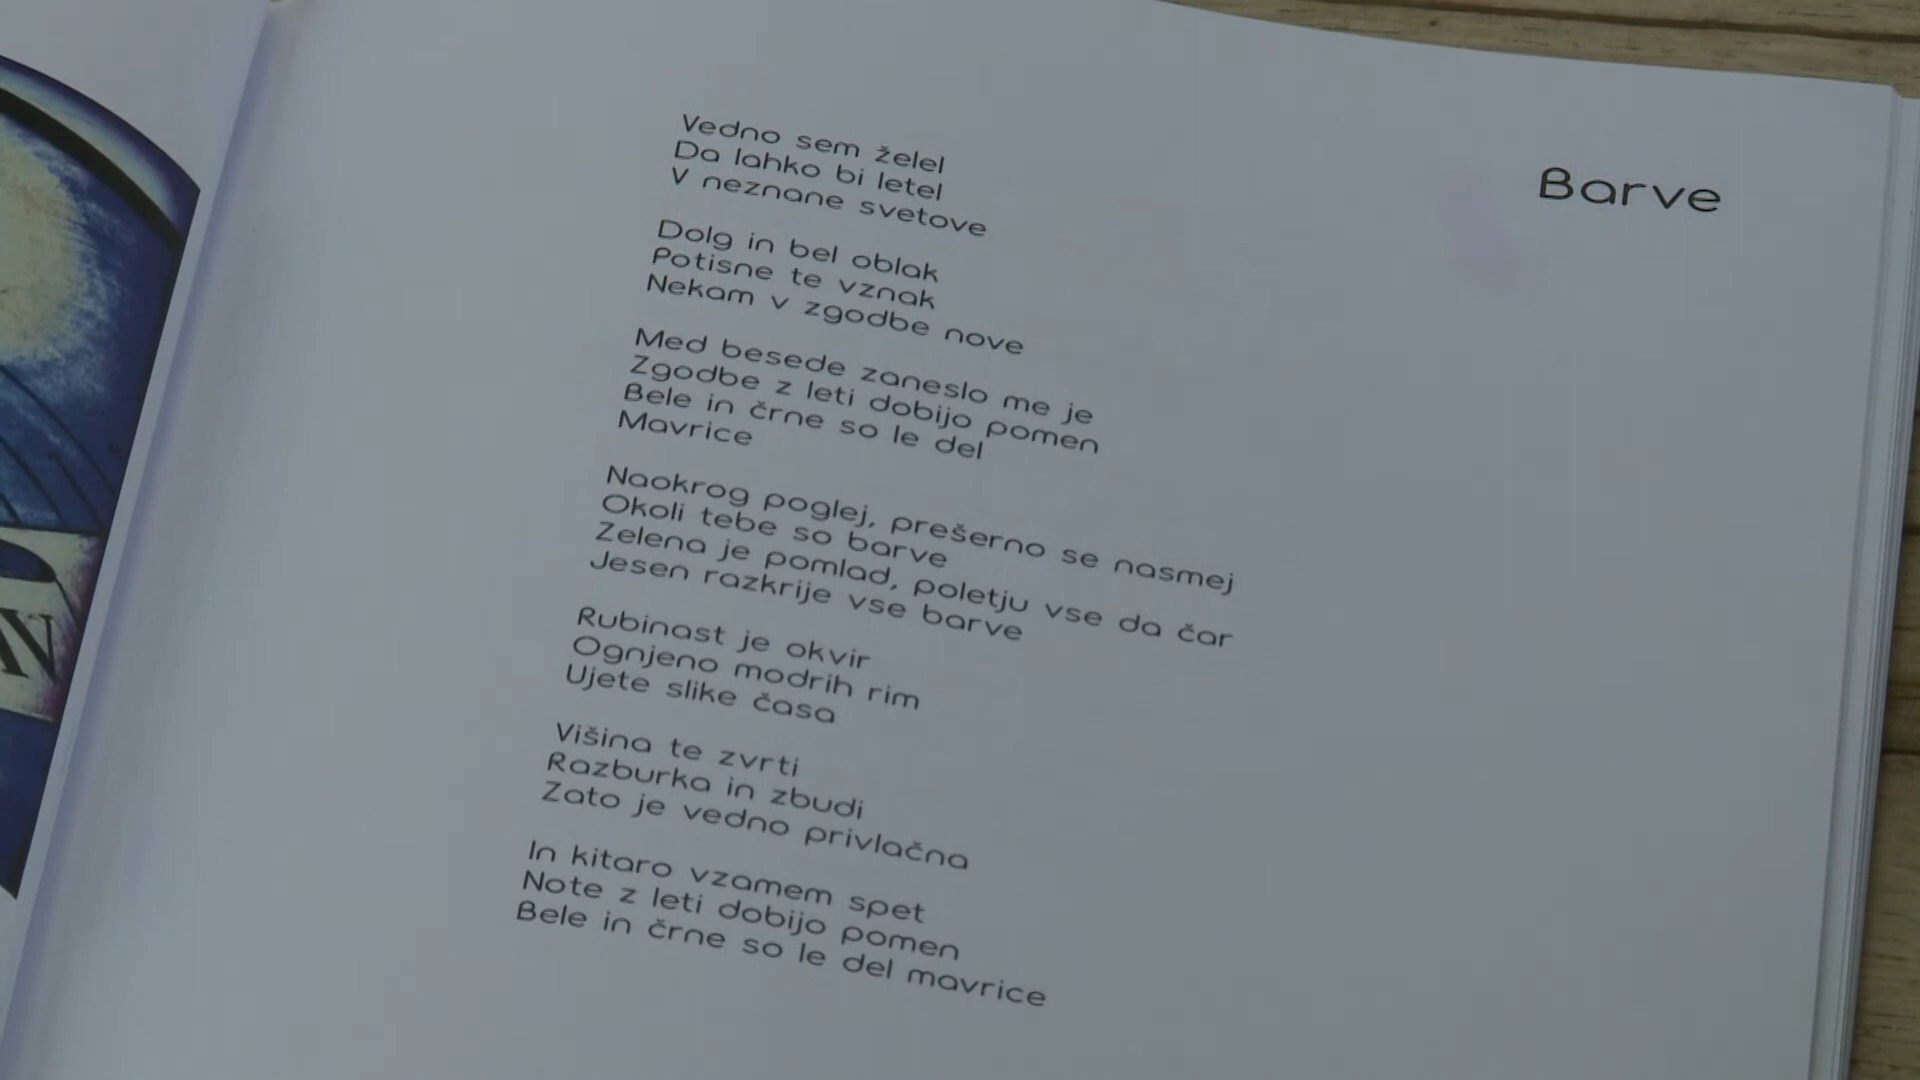 Barve
Vedno sem želel
Da lahko bi letel
V neznane svetove
Dolg in bel oblak
Potisne te vznak
Nekam v zgodbe nove
Med besede zaneslo me je
Zgodbe z leti dobijo pomen
Bele in črne so le del
Mavrice
Naokrog poglej, prešerno se nasmej
Okoli tebe so barve
Zelena je pomlad, poletju vse da čar
Jesen razkrije vse barve
Rubinast je okvir
Ognjeno modrih rim
Ujete slike časa
Višina te zvrti
Razburka in zbudi
Zato je vedno privlačna
In kitaro vzamem spet
Note z leti dobijo pomen
Bele in črne so le del mavrice